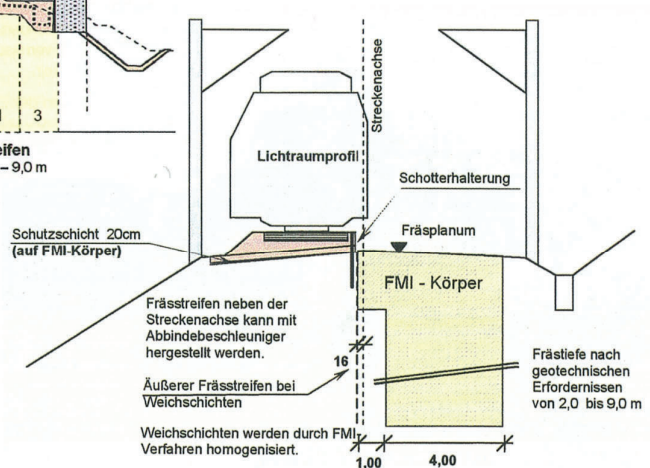 3
eifen
– 9,0 m
Streckenachse
Lichtraumprofil
Schotterhalterung
Fräsplanum
Schutzschicht 20cm
(auf FMI-Körper)
FMI - Körper
Frässtreifen neben der
Streckenachse kann mit
Abbindebeschleuniger
hergestellt werden.
16
Äußerer Frässtreifen bei
Weichschichten
Frästiefe nach
geotechnischen
Erfordernissen
von 2,0 bis 9,0 m
Weichschichten werden durch FMI-
Verfahren homogenisiert.
1.00
4,00